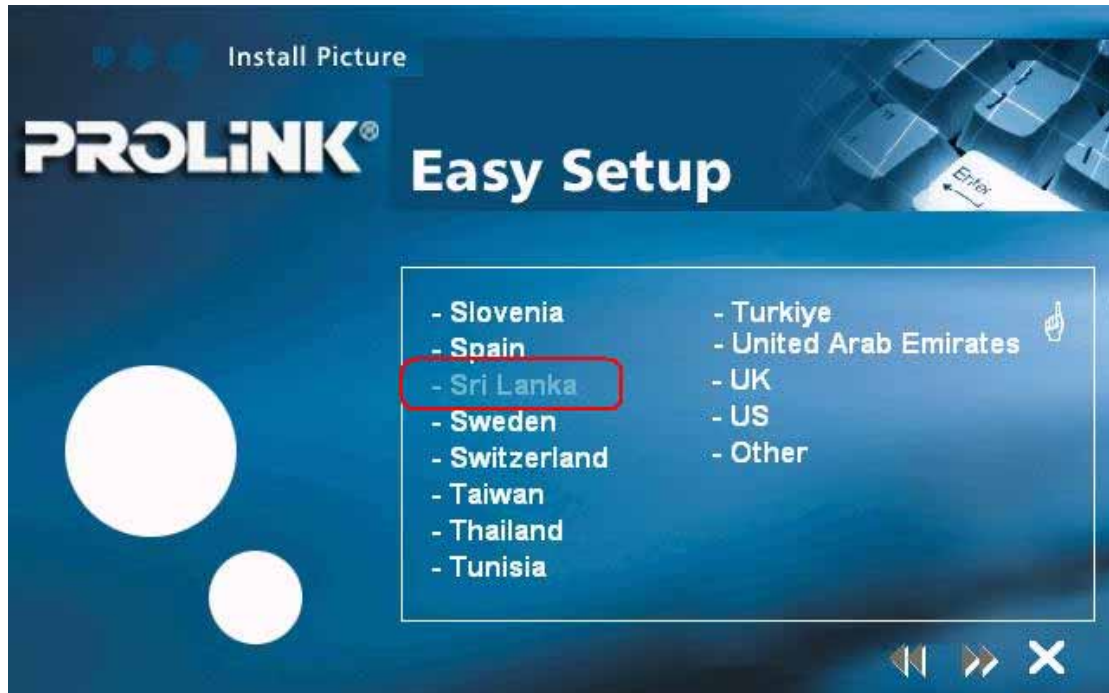 Install Picture
PROLiNK®
Easy Setup
Enter
- Slovenia
- Spain
- Sri Lanka
- Sweden
- Switzerland
- Taiwan
- Thailand
- Tunisia
- Turkiye
- United Arab Emirates
- UK
- US
- Other